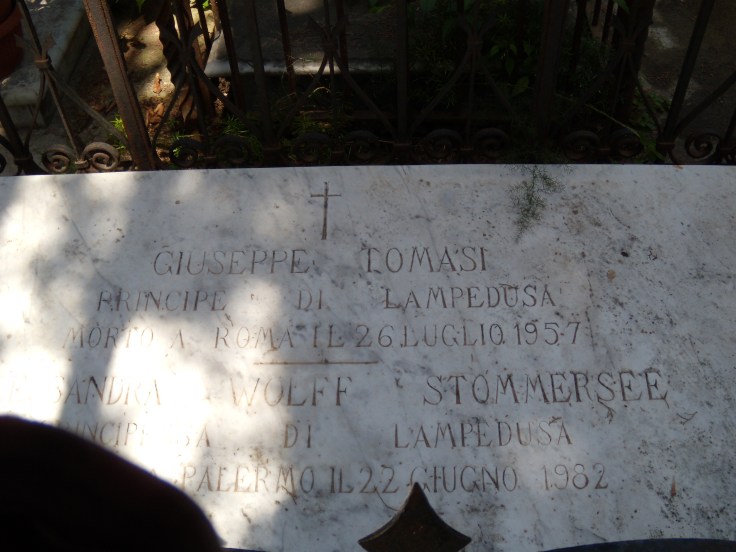 GIUSEPPE TOMASI
PRINCIPE DI LAMPEDUSA
MORTO A ROMA IL 26 LUGLIO 1957
WOLFF STOMMERSEE
DI LAMPEDUSA
PALERMO IL 22 GIUGNO 1982